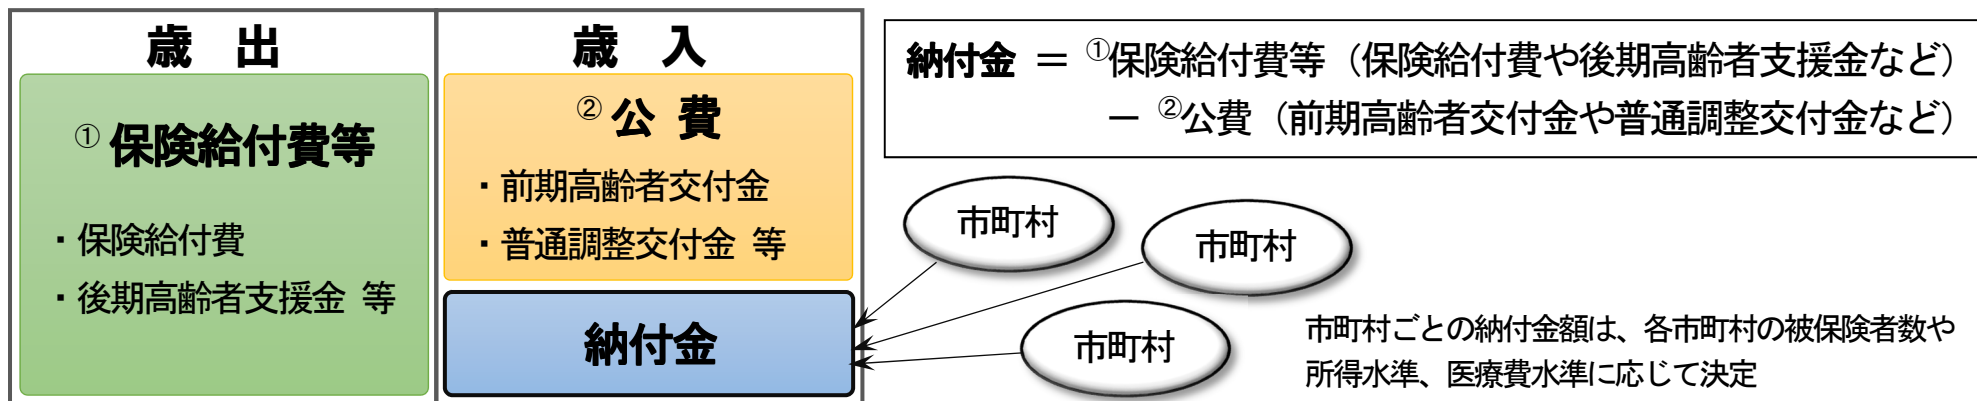 歳 出
① 保険給付費等
・保険給付費
・後期高齢者支援金 等
歳 入
② 公 費
・前期高齢者交付金
・普通調整交付金 等
納付金
納付金 ＝ ①保険給付費等（保険給付費や後期高齢者支援金など）
－ ②公費（前期高齢者交付金や普通調整交付金など）
市町村
市町村
市町村
市町村ごとの納付金額は、各市町村の被保険者数や
所得水準、医療費水準に応じて決定